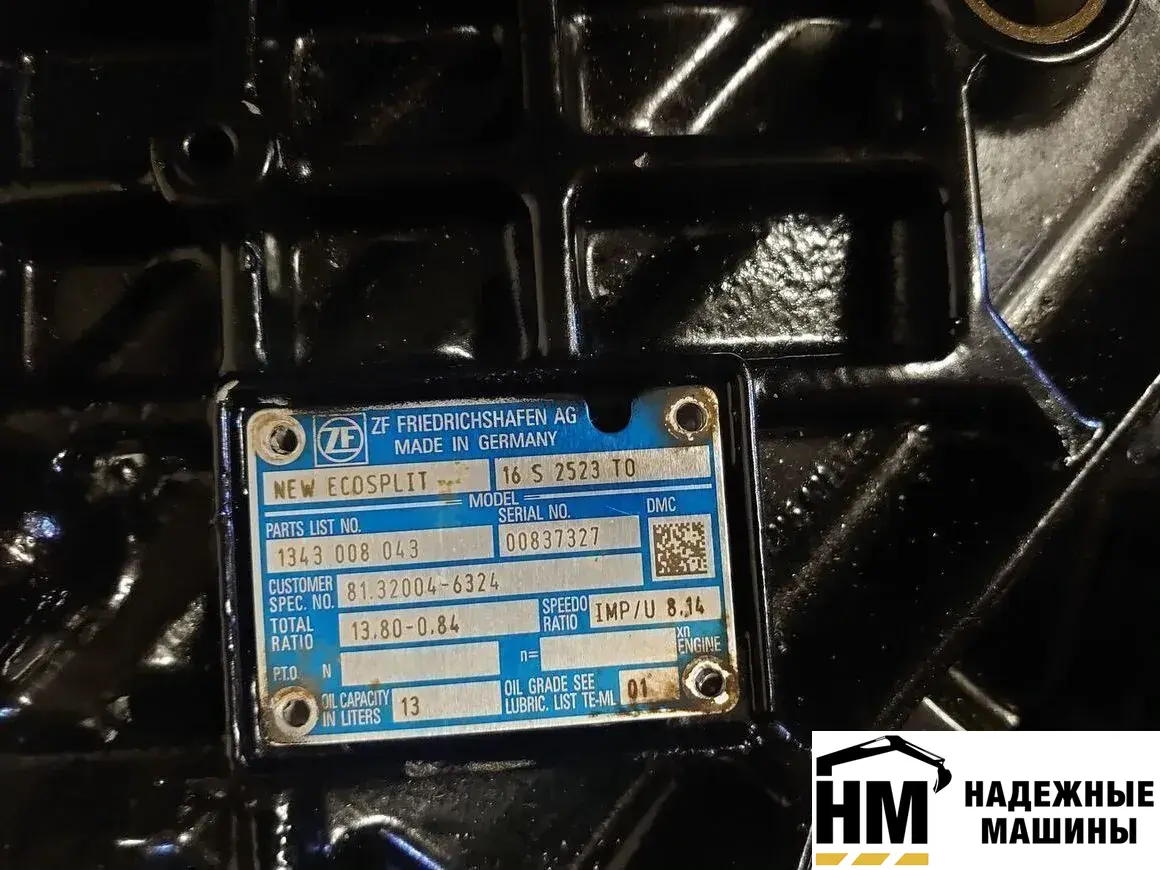 ZF
ZF FRIEDRICHSHAFEN AG
MADE IN GERMANY
NEW ECOSPLIT
16 S 2523 TO
MODEL
PARTS LIST NO.
1343 008 043
SERIAL NO.
00837327
DMC
CUSTOMER
SPEC. NO.
81.32004-6324
TOTAL
RATIO
13.80-0.84
SPEEDO
RATIO
IMP/U 8.14
P.T.O. N
n=
xn
ENGINE
OIL CAPACITY
IN LITERS
13
OIL GRADE SEE
LUBRIC. LIST TE-ML
01
НМ
НАДЕЖНЫЕ
МАШИНЫ